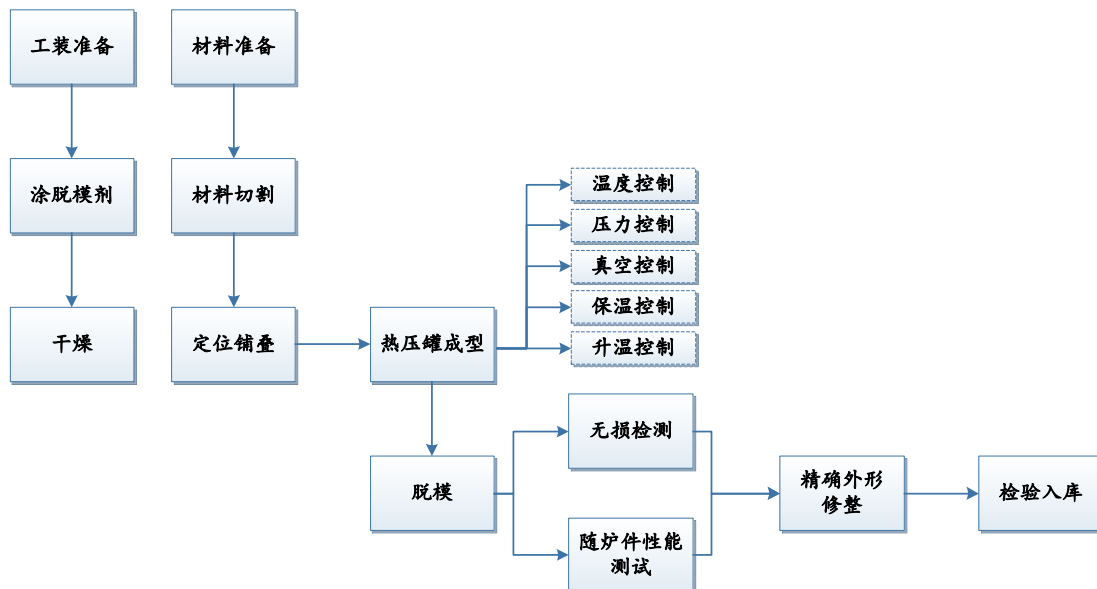 工装准备
材料准备
涂脱模剂
材料切割
温度控制
压力控制
真空控制
保温控制
升温控制
干燥
定位铺叠
热压罐成型
无损检测
脱模
精确外形
修整
检验入库
随炉件性能
测试